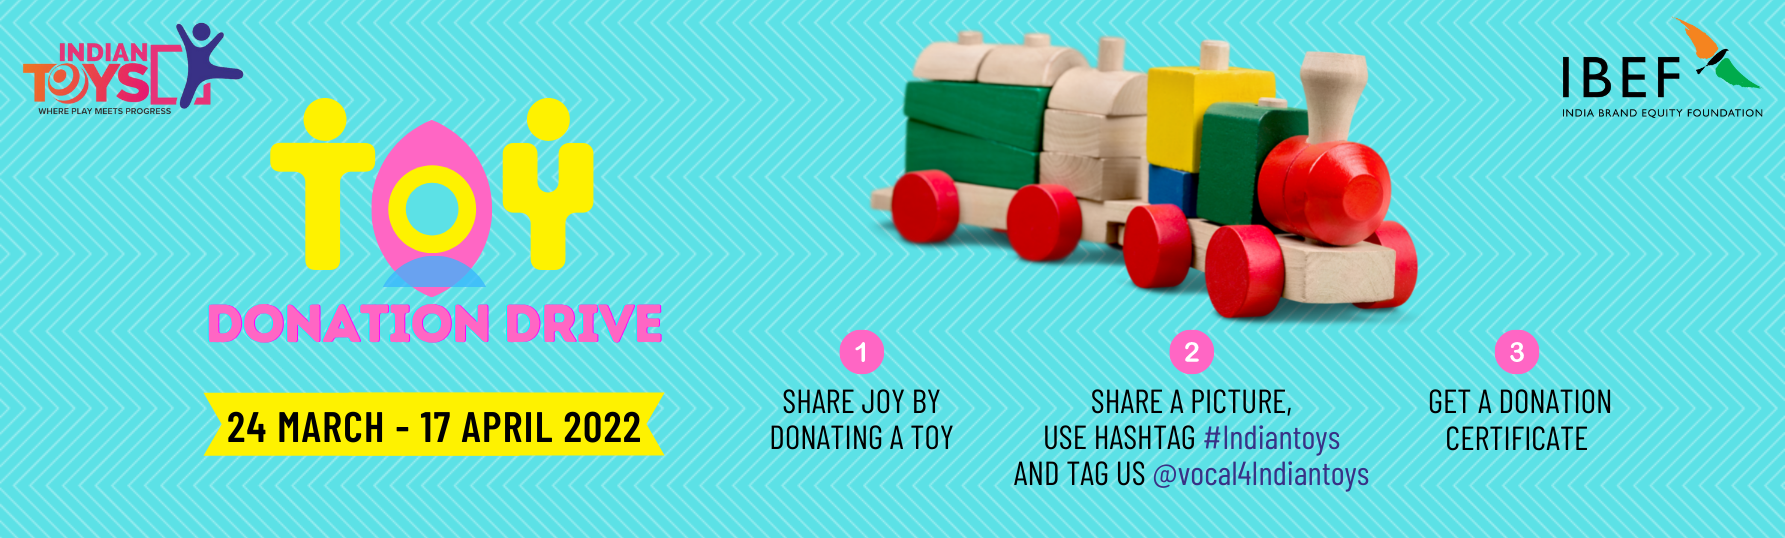 INDIAN
TOYS
WHERE PLAY MEETS PROGRESS
IBEF
INDIA BRAND EQUITY FOUNDATION
TOY
DONATION DRIVE
24 MARCH - 17 APRIL 2022
1
SHARE JOY BY
DONATING A TOY
2
SHARE A PICTURE,
USE HASHTAG #Indiantoys
AND TAG US @vocal4Indiantoys
3
GET A DONATION
CERTIFICATE